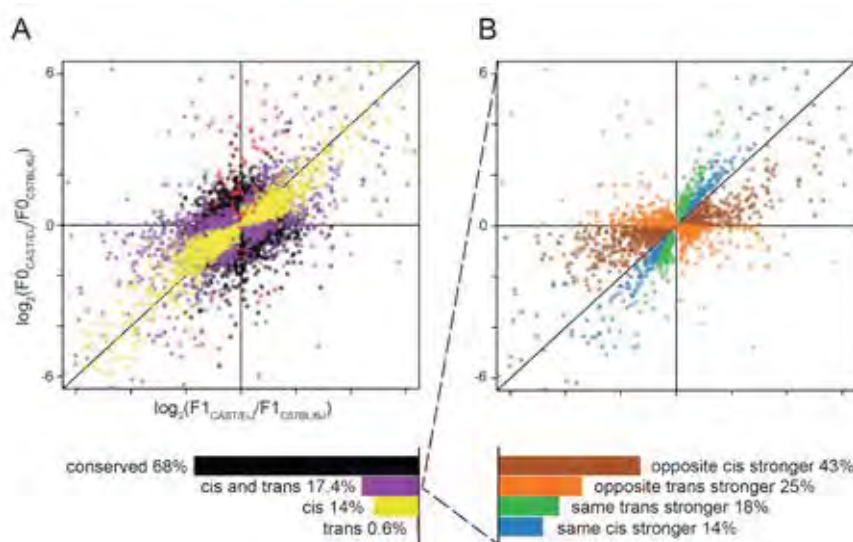 A
B
6
0
-6
log₂(F0CAST/EiJ/F0C57BL/6J)
log₂(F1CAST/EiJ/F1C57BL/6J)
6
0
-6
conserved 68%
cis and trans 17.4%
cis 14%
trans 0.6%
opposite cis stronger 43%
opposite trans stronger 25%
same trans stronger 18%
same cis stronger 14%